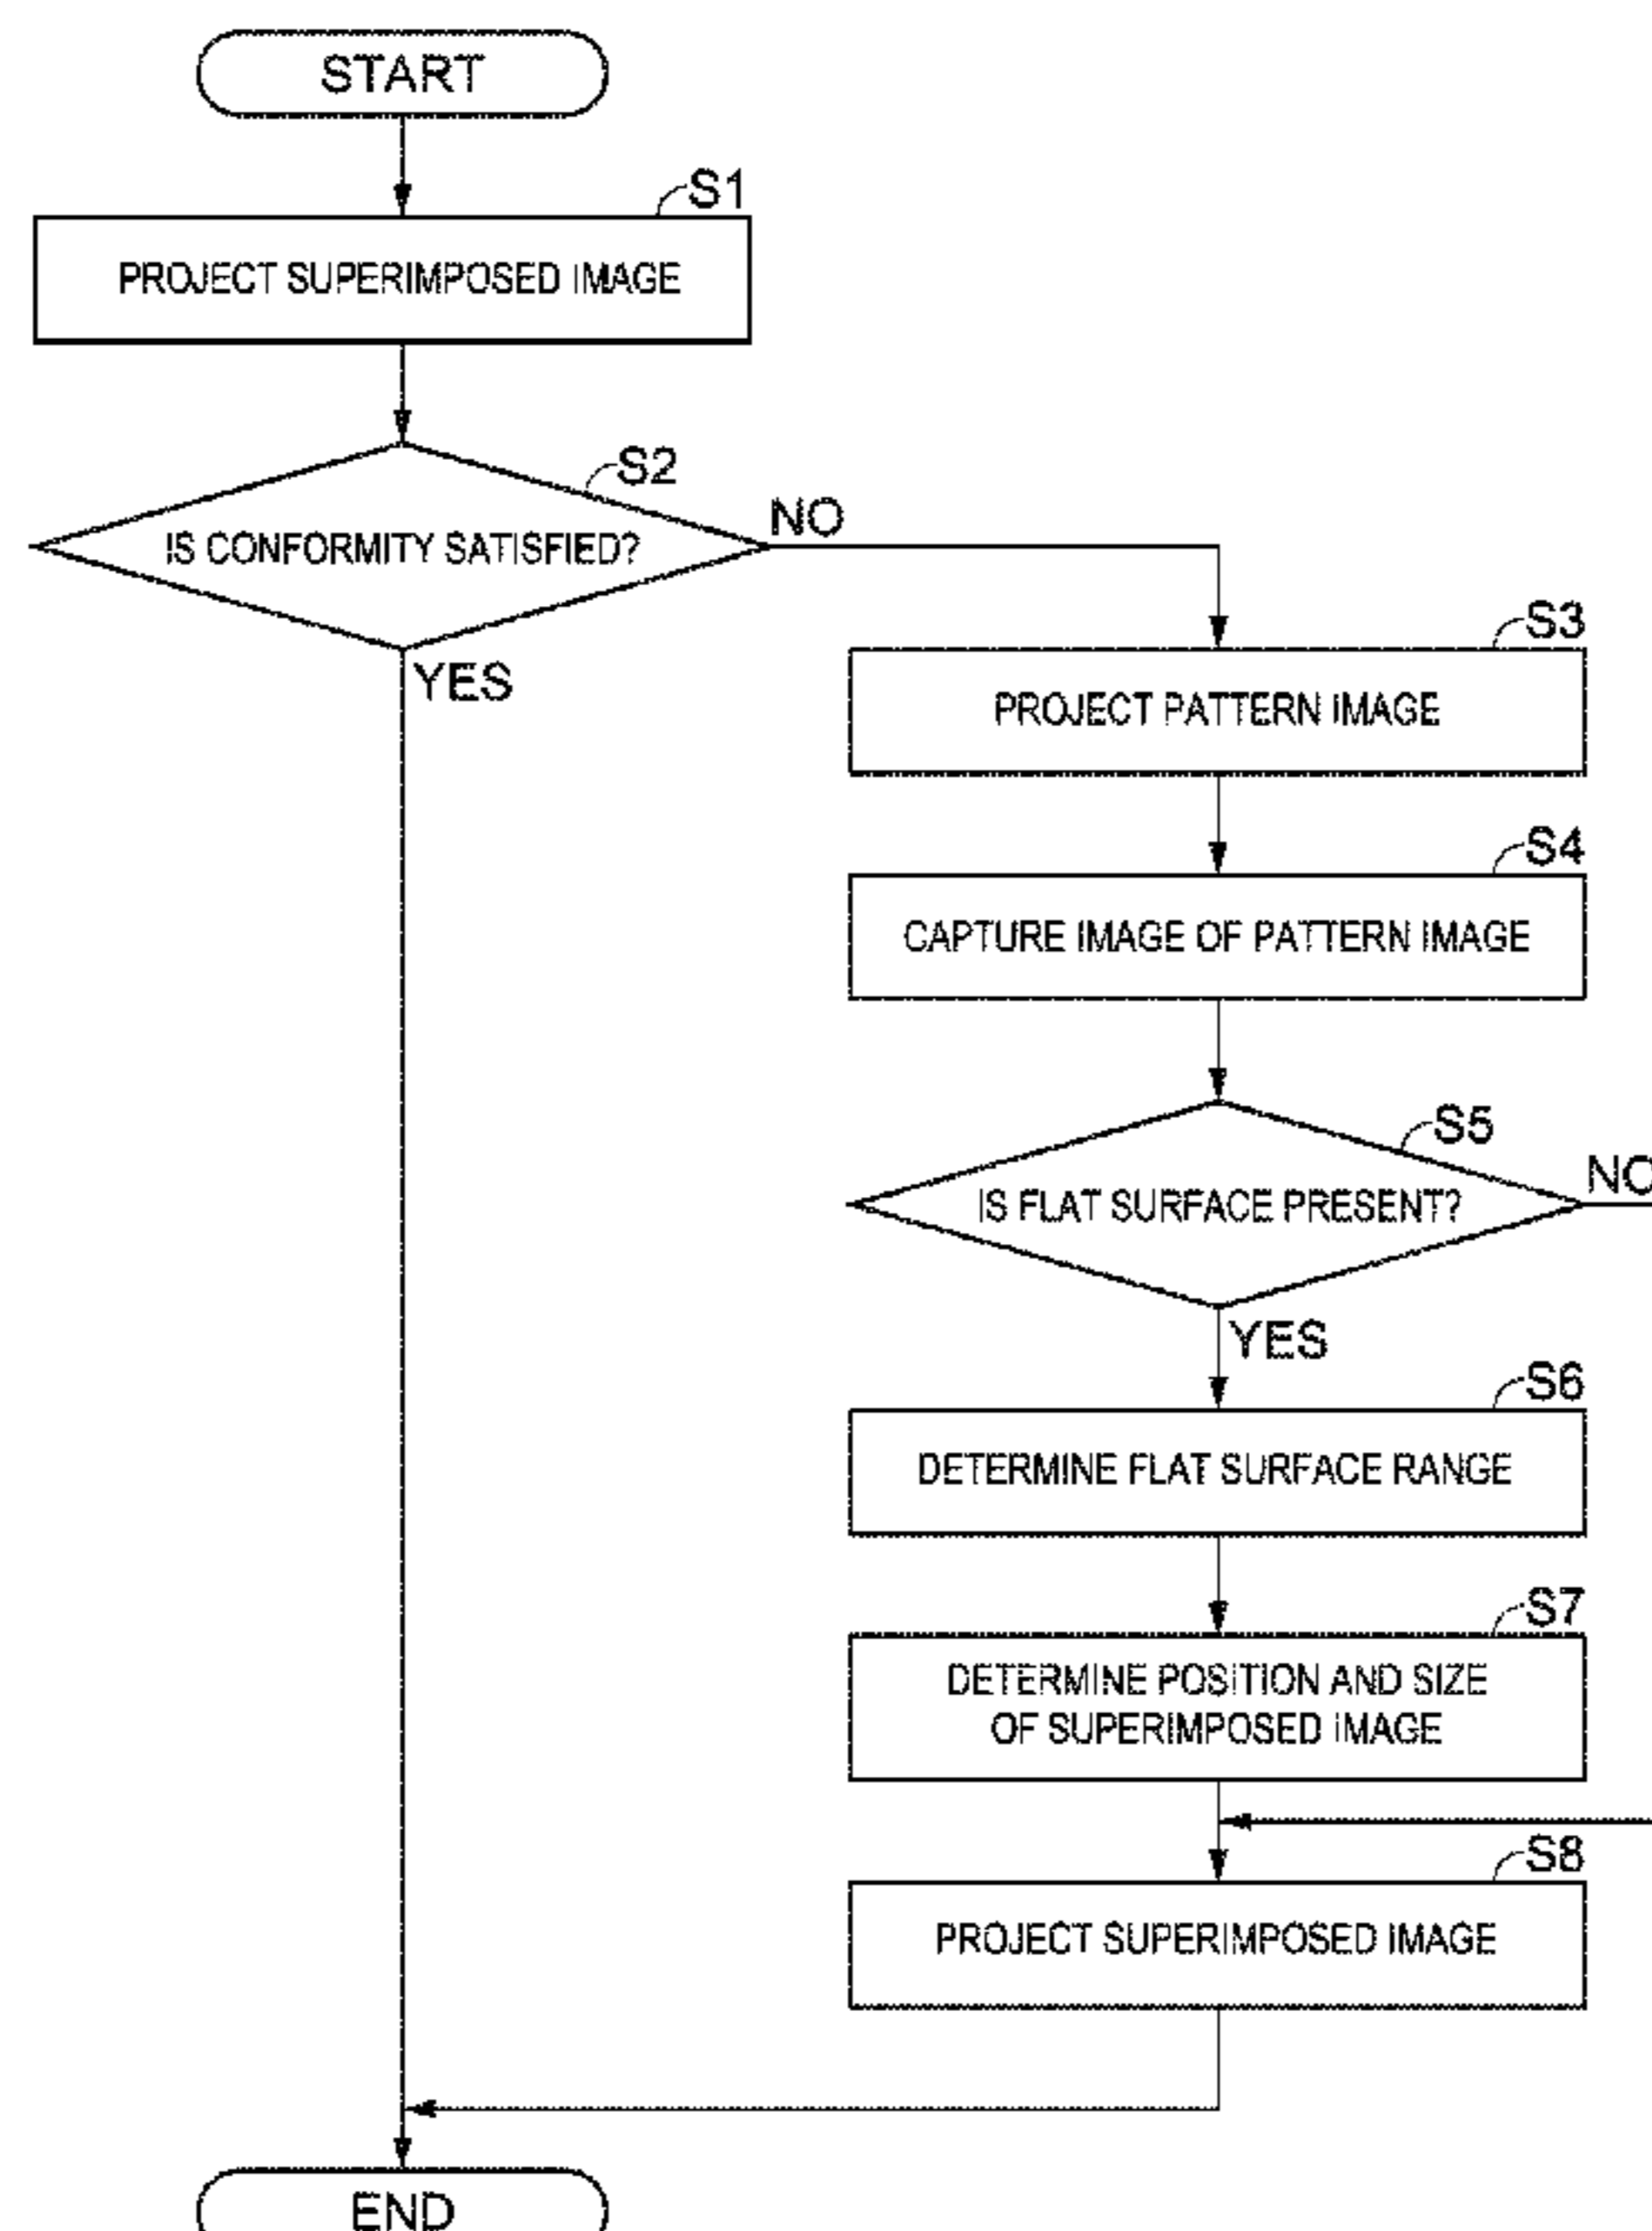 START
S1
PROJECT SUPERIMPOSED IMAGE
S2
IS CONFORMITY SATISFIED?
NO
YES
S3
PROJECT PATTERN IMAGE
S4
CAPTURE IMAGE OF PATTERN IMAGE
S5
IS FLAT SURFACE PRESENT?
NO
YES
S6
DETERMINE FLAT SURFACE RANGE
S7
DETERMINE POSITION AND SIZE
OF SUPERIMPOSED IMAGE
S8
PROJECT SUPERIMPOSED IMAGE
END